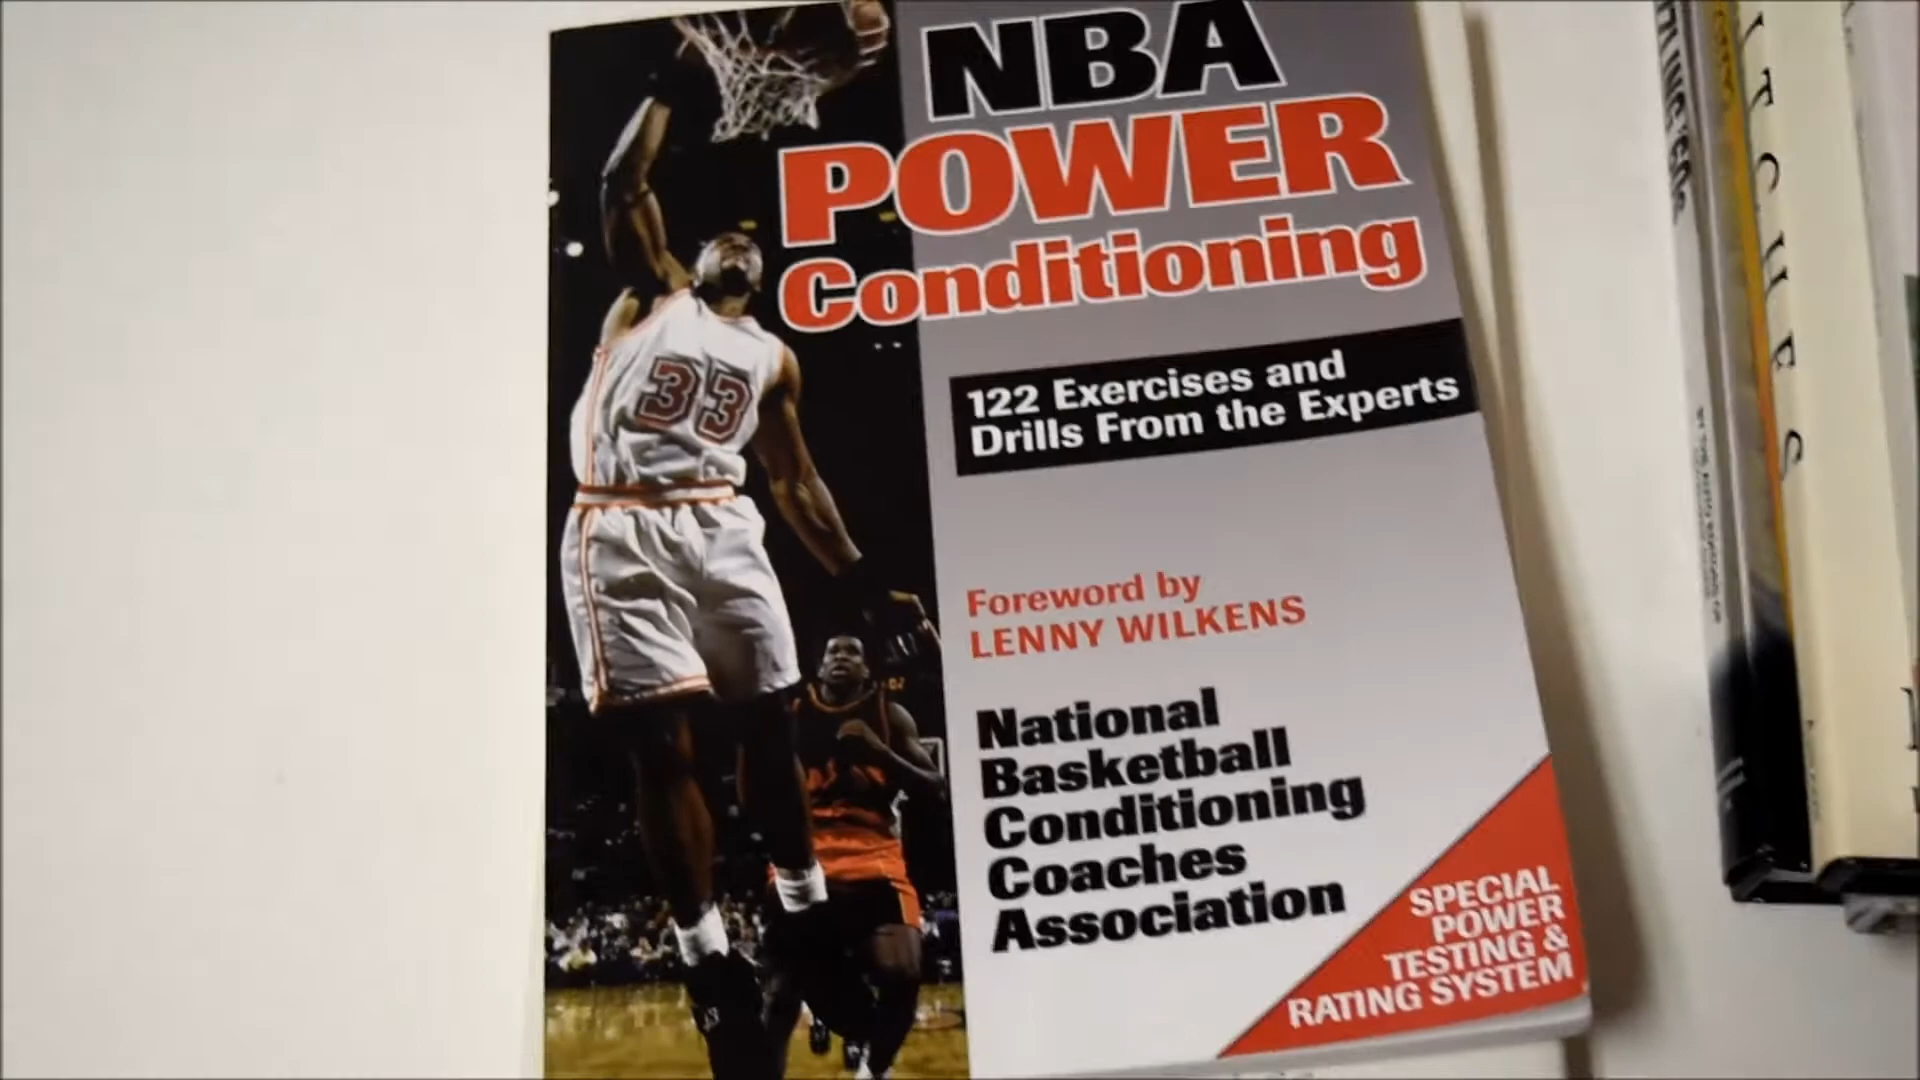 NBA
POWER
Conditioning
122 Exercises and
Drills From the Experts
Foreword by
LENNY WILKENS
National
Basketball
Conditioning
Coaches
Association
SPECIAL
POWER
TESTING &
RATING SYSTEM
33